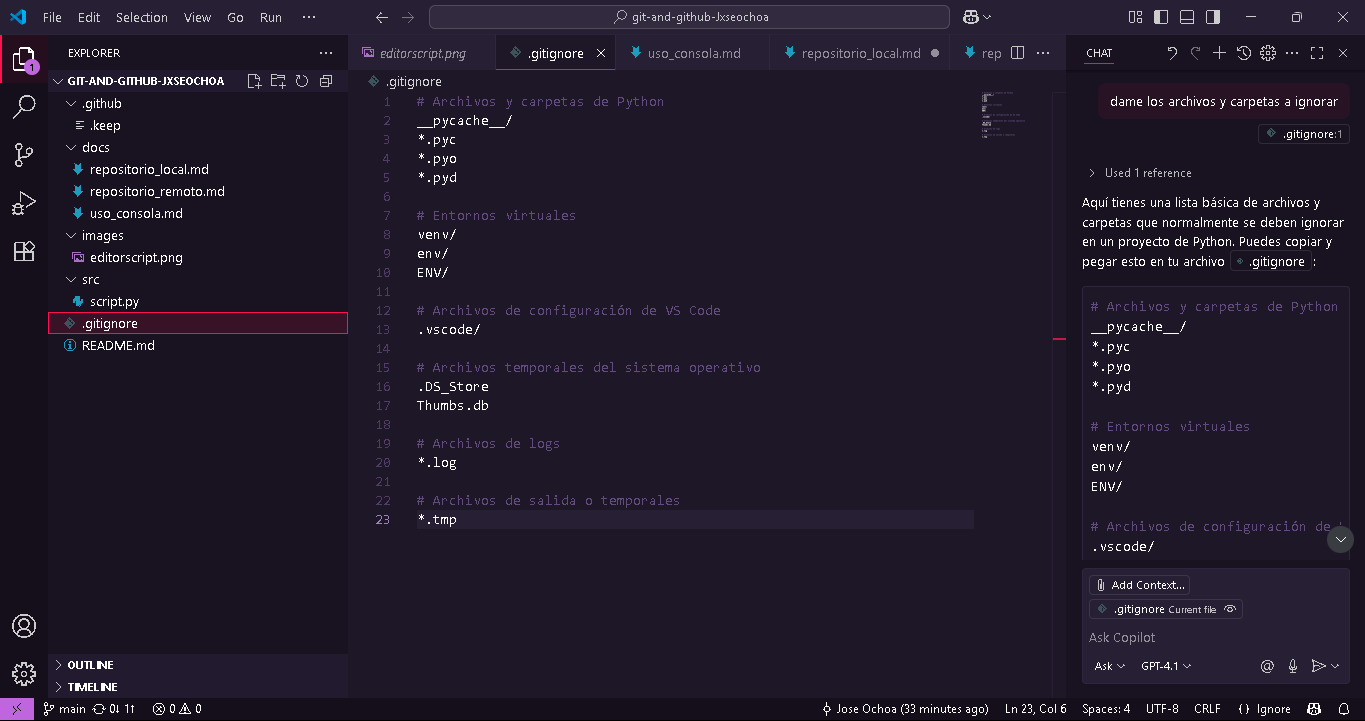 File Edit Selection View Go Run ···
git-and-github-Jxseochoa
EXPLORER
GIT-AND-GITHUB-JXSEOCHOA
.github
.keep
docs
repositorio_local.md
repositorio_remoto.md
uso_consola.md
images
editorscript.png
src
script.py
.gitignore
README.md
OUTLINE
TIMELINE
1
editorscript.png
.gitignore
uso_consola.md
repositorio_local.md
rep
.gitignore
1 # Archivos y carpetas de Python
2 __pycache__/
3 *.pyc
4 *.pyo
5 *.pyd
6
7 # Entornos virtuales
8 venv/
9 env/
10 ENV/
11
12 # Archivos de configuración de VS Code
13 .vscode/
14
15 # Archivos temporales del sistema operativo
16 .DS_Store
17 Thumbs.db
18
19 # Archivos de logs
20 *.log
21
22 # Archivos de salida o temporales
23 *.tmp
CHAT
dame los archivos y carpetas a ignorar
.gitignore:1
Used 1 reference
Aquí tienes una lista básica de archivos y
carpetas que normalmente se deben ignorar
en un proyecto de Python. Puedes copiar y
pegar esto en tu archivo .gitignore :
# Archivos y carpetas de Python
__pycache__/
*.pyc
*.pyo
*.pyd
# Entornos virtuales
venv/
env/
ENV/
# Archivos de configuración de
.vscode/
Add Context...
.gitignore Current file
Ask Copilot
Ask GPT-4.1
main 0↓ 1↑ 0 0
Jose Ochoa (33 minutes ago) Ln 23, Col 6 Spaces: 4 UTF-8 CRLF {} Ignore